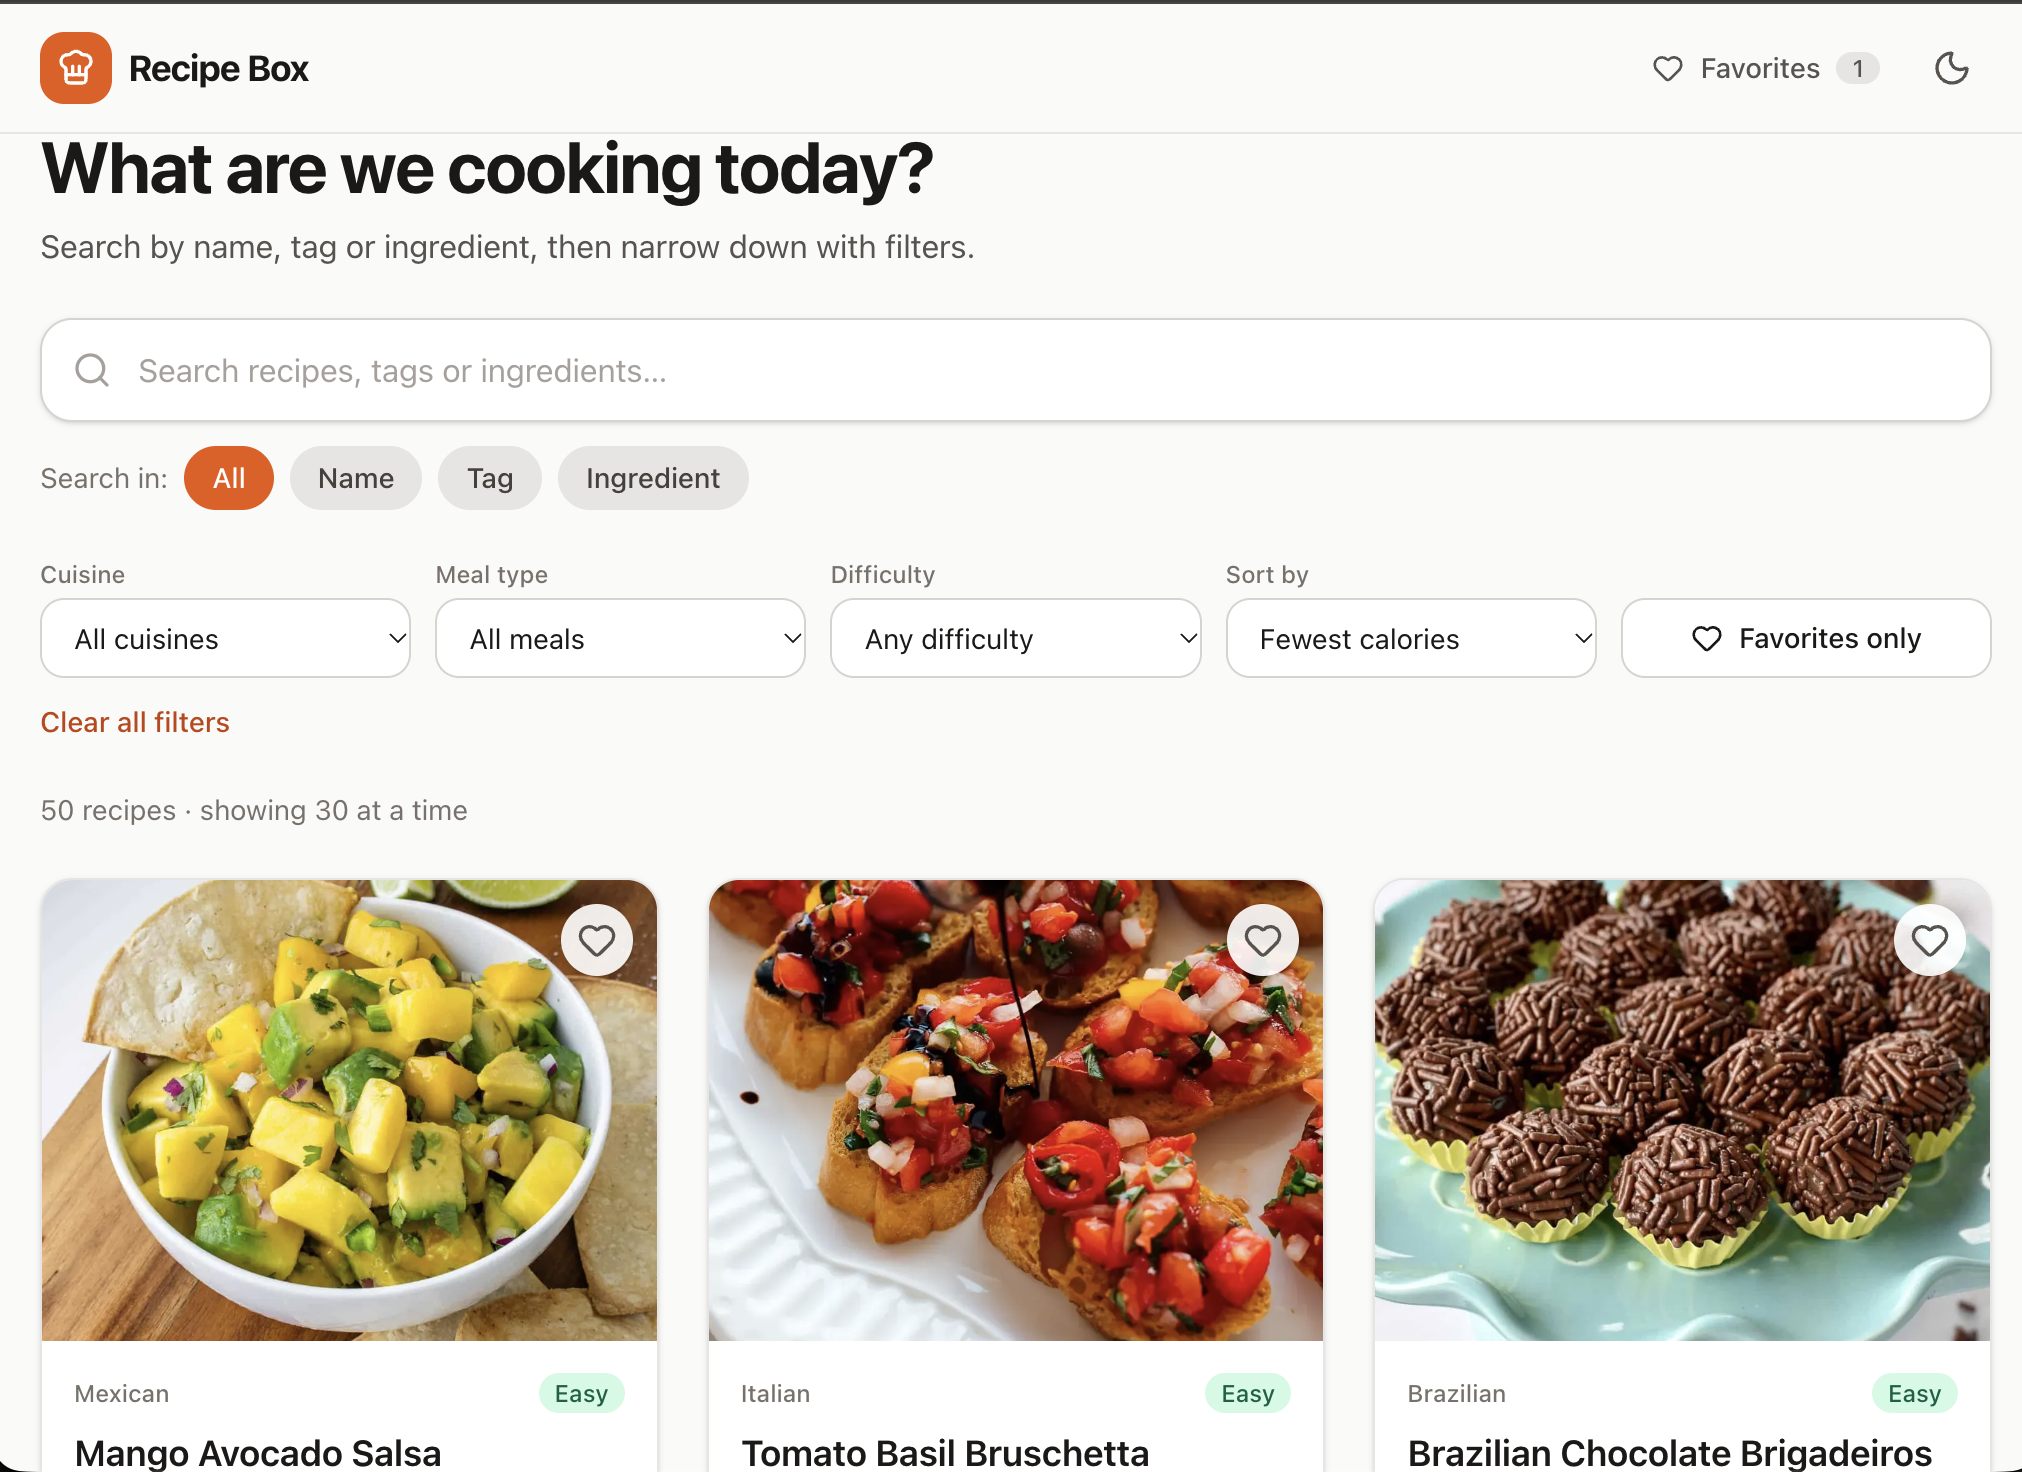 Recipe Box
Favorites 1
What are we cooking today?
Search by name, tag or ingredient, then narrow down with filters.
Search recipes, tags or ingredients...
Search in: All Name Tag Ingredient
Cuisine Meal type Difficulty Sort by
All cuisines All meals Any difficulty Fewest calories Favorites only
Clear all filters
50 recipes · showing 30 at a time
Mexican Easy Italian Easy Brazilian Easy
Mango Avocado Salsa Tomato Basil Bruschetta Brazilian Chocolate Brigadeiros